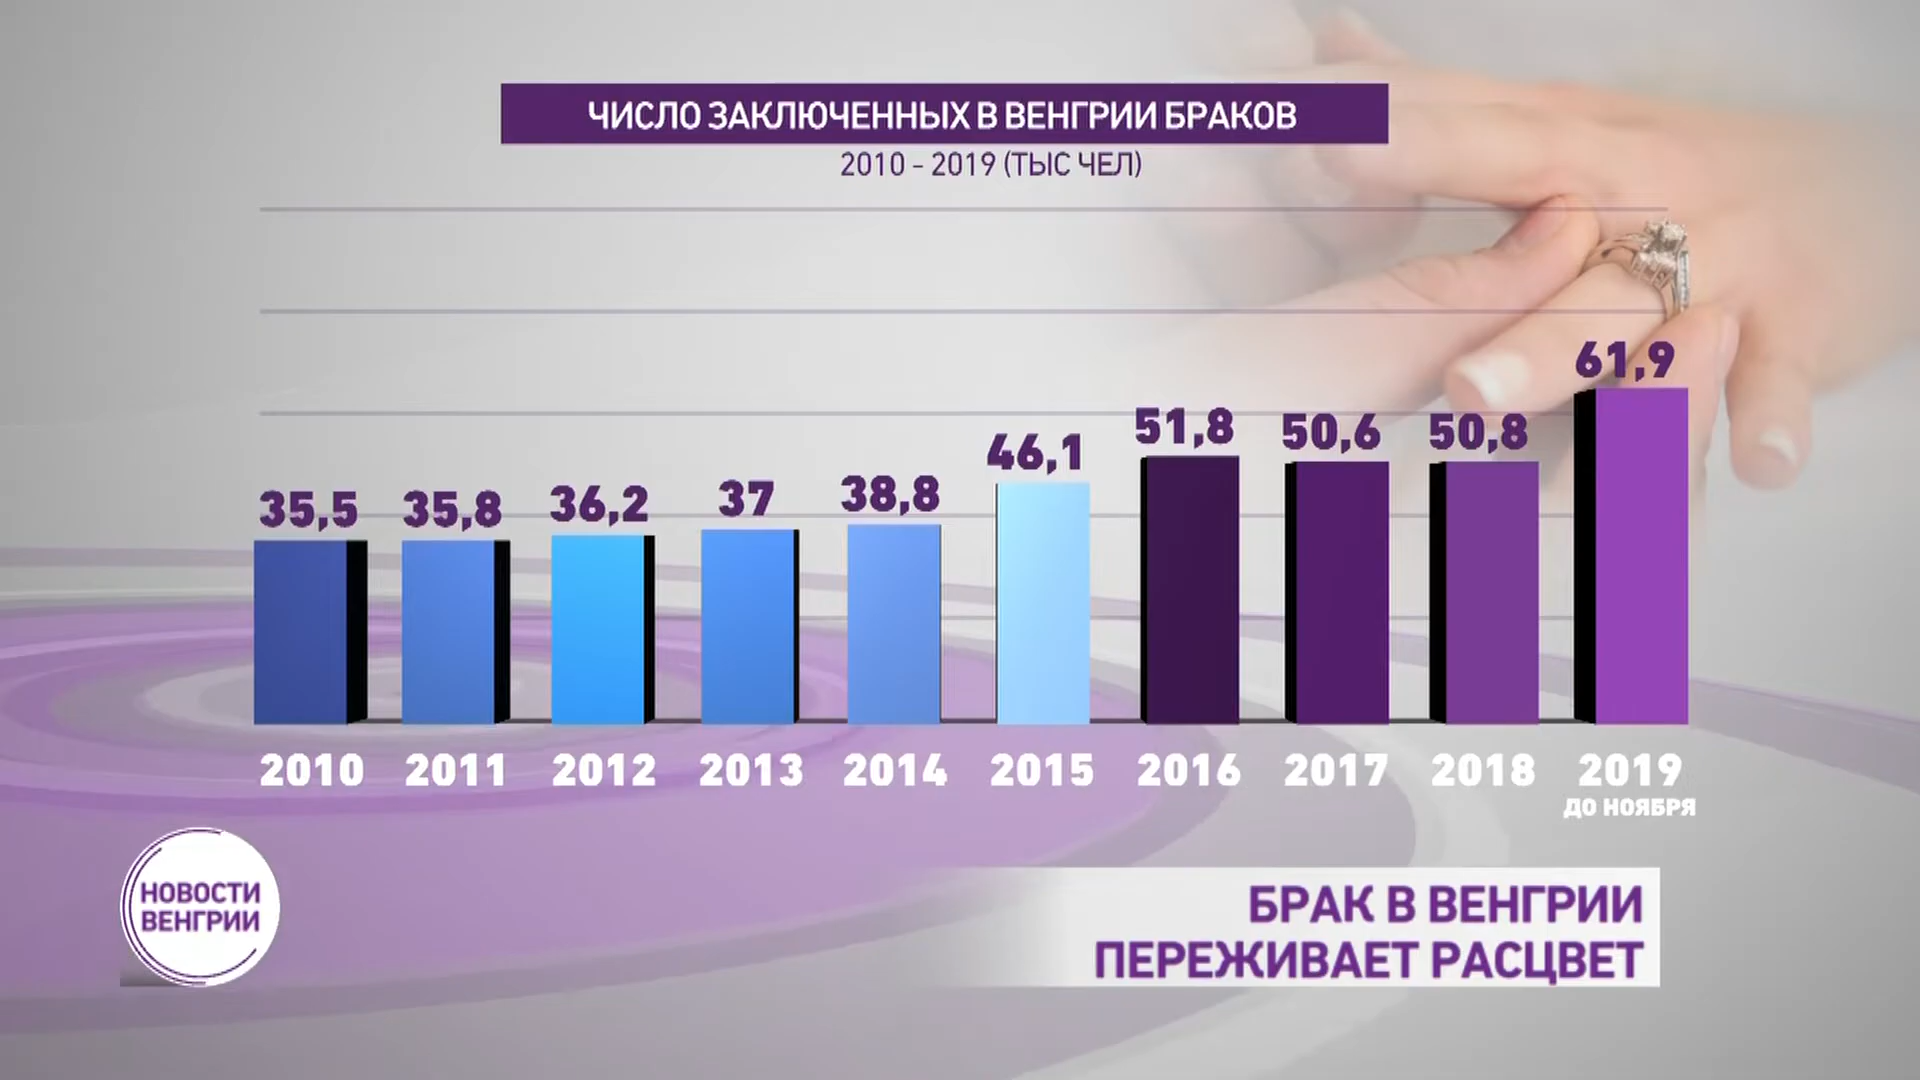 ЧИСЛО ЗАКЛЮЧЕННЫХ В ВЕНГРИИ БРАКОВ
2010 - 2019 (ТЫС ЧЕЛ)
35,5 35,8 36,2 37 38,8 46,1 51,8 50,6 50,8 61,9
2010 2011 2012 2013 2014 2015 2016 2017 2018 2019
ДО НОЯБРЯ
НОВОСТИ
ВЕНГРИИ
БРАК В ВЕНГРИИ
ПЕРЕЖИВАЕТ РАСЦВЕТ